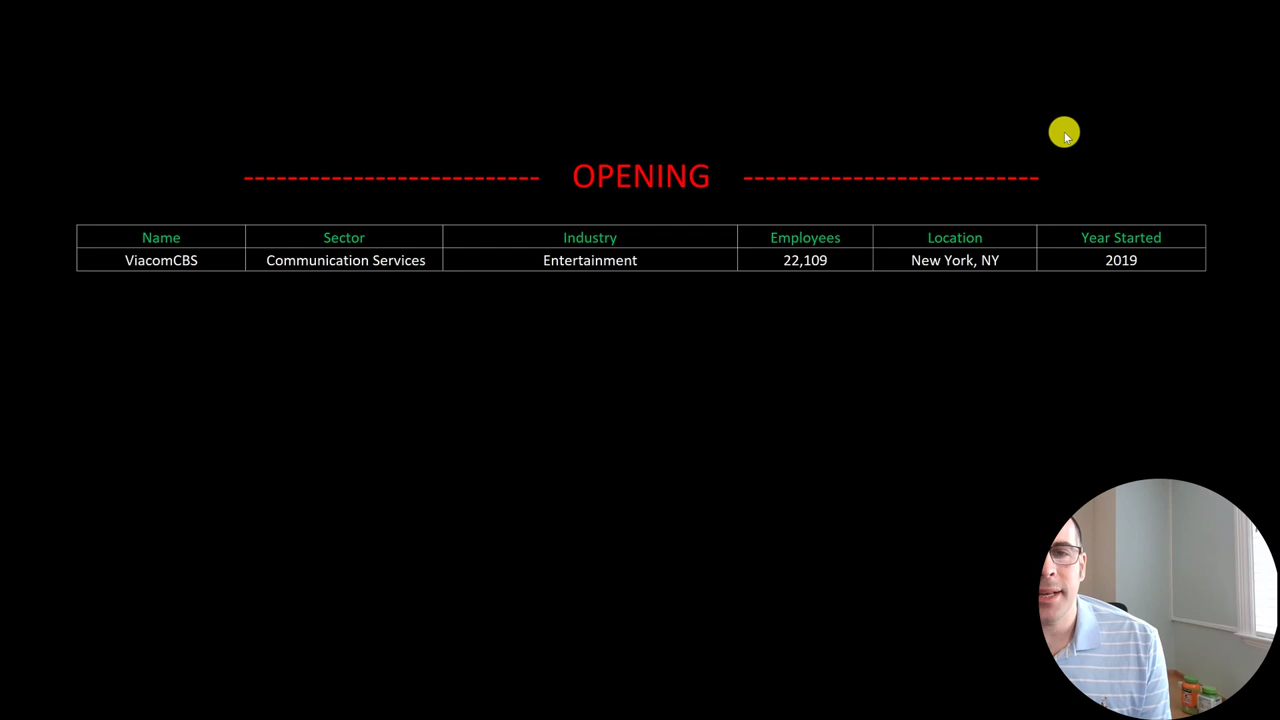 -------------------------- OPENING --------------------------
Name Sector Industry Employees Location Year Started
ViacomCBS Communication Services Entertainment 22,109 New York, NY 2019